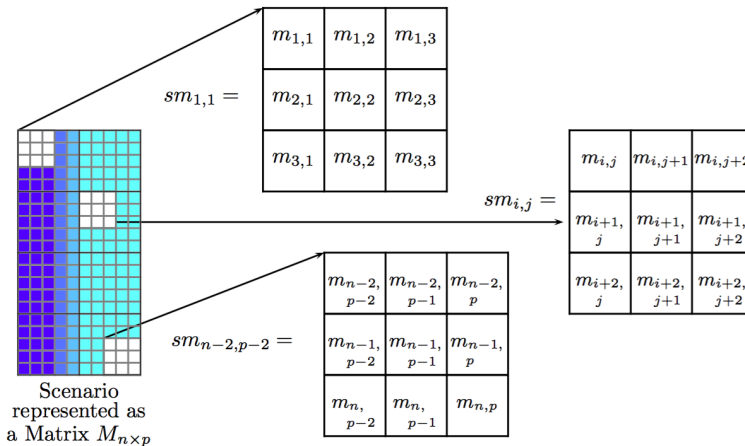 m1,1 m1,2 m1,3
sm1,1 =
m2,1 m2,2 m2,3
m3,1 m3,2 m3,3
mi,j mi,j+1 mi,j+2
smi,j =
mi+1, mi+1, mi+1,
j j+1 j+2
mi+2, mi+2, mi+2,
j j+1 j+2
mn−2, mn−2, mn−2,
p−2 p−1 p
smn−2,p−2 =
mn−1, mn−1, mn−1,
p−2 p−1 p
mn, mn, mn,p
p−2 p−1
Scenario
represented as
a Matrix Mn×p